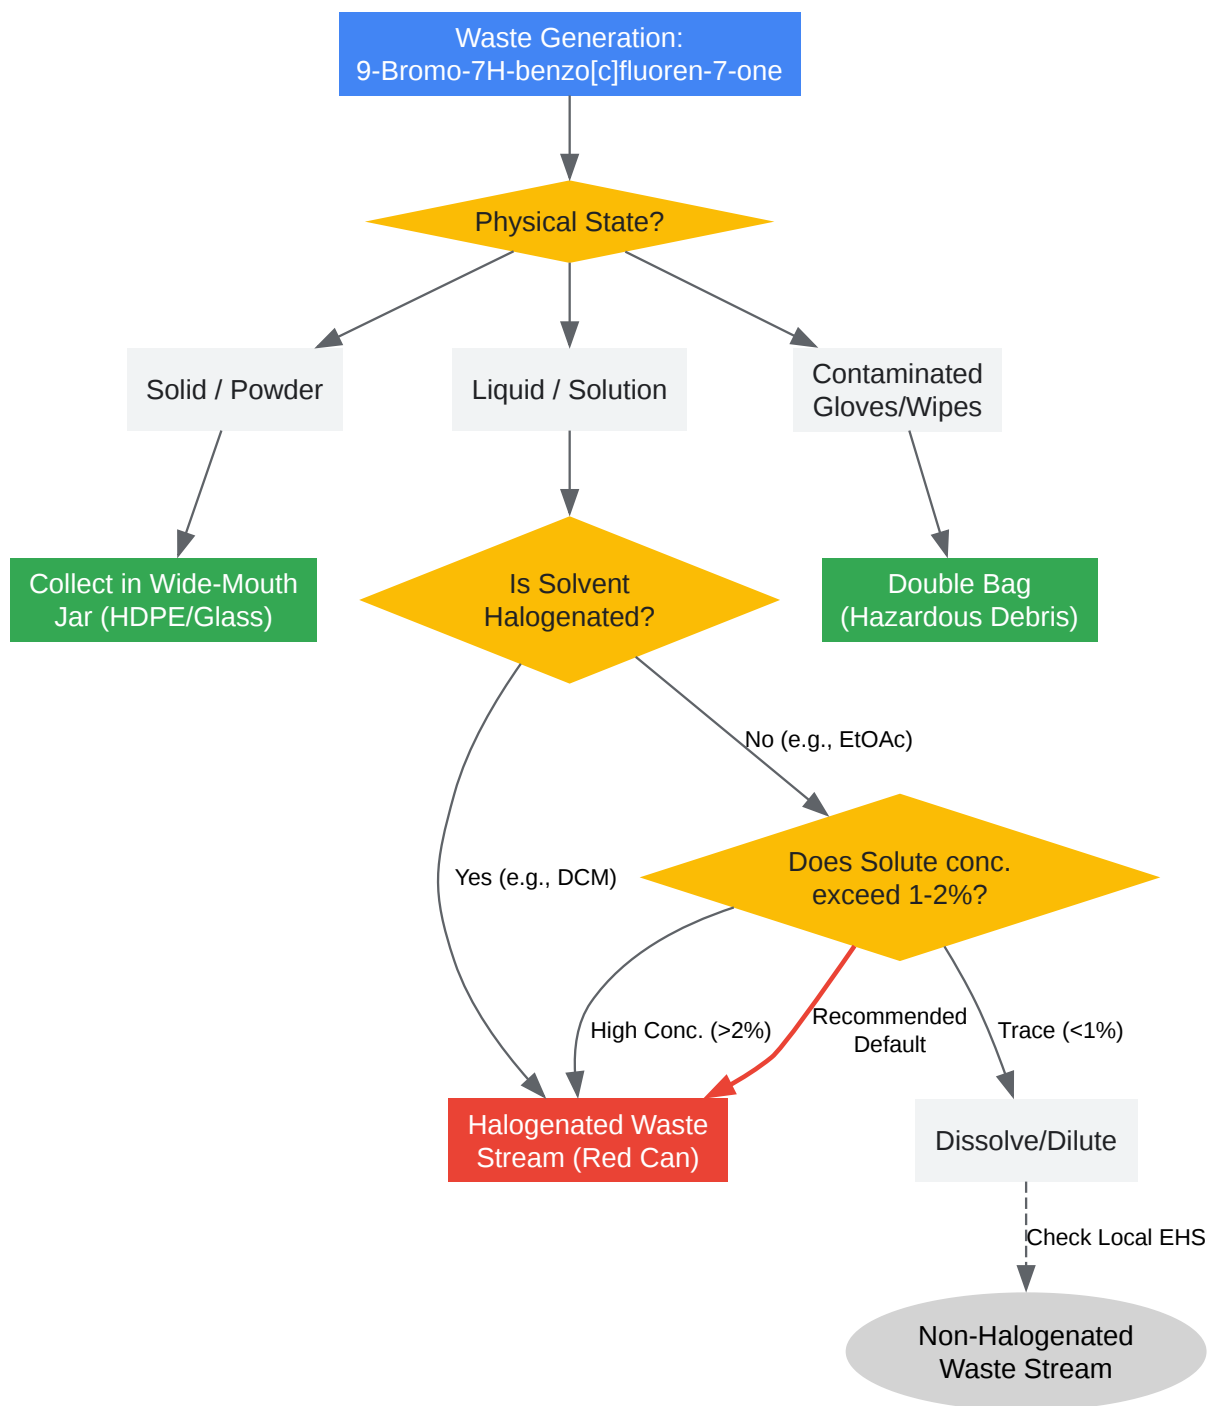 Waste Generation:
9-Bromo-7H-benzo[c]fluoren-7-one
Physical State?
Solid / Powder
Liquid / Solution
Contaminated
Gloves/Wipes
Collect in Wide-Mouth
Jar (HDPE/Glass)
Is Solvent
Halogenated?
Double Bag
(Hazardous Debris)
No (e.g., EtOAc)
Yes (e.g., DCM)
Does Solute conc.
exceed 1-2%?
High Conc. (>2%)
Recommended
Default
Trace (<1%)
Halogenated Waste
Stream (Red Can)
Dissolve/Dilute
Check Local EHS
Non-Halogenated
Waste Stream